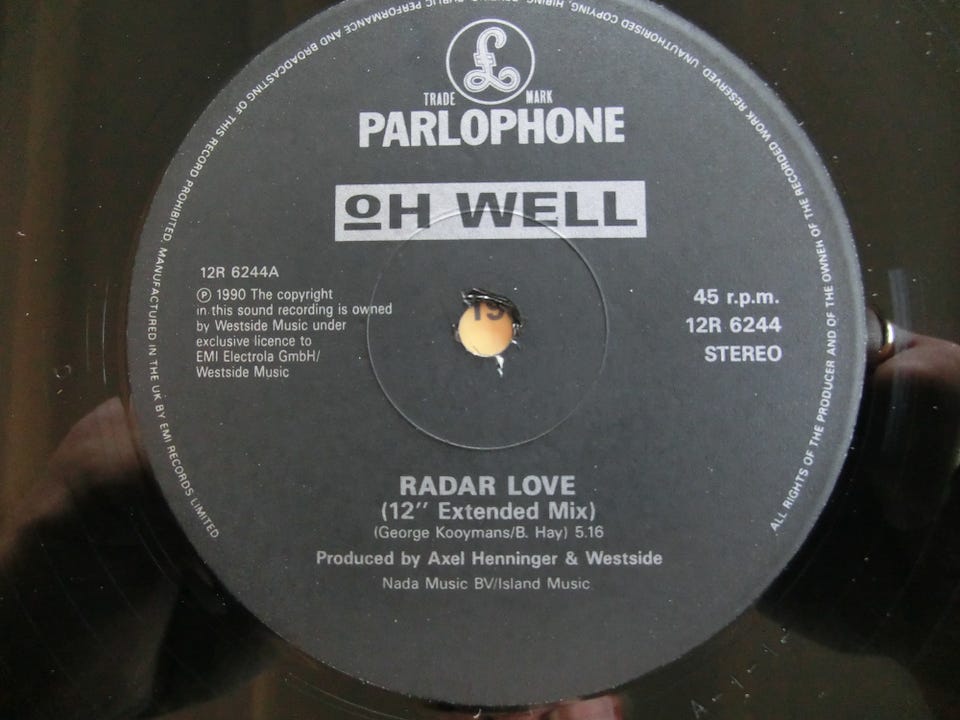 MANUFACTURED IN THE UK BY EMI RECORDS LIMITED
ALL RIGHTS OF THE PRODUCER AND OF THE OWNER OF THE RECORDED WORK RESERVED. UNAUTHORISED COPYING, HIRING,
PUBLIC PERFORMANCE AND BROADCASTING OF THIS RECORD PROHIBITED.
£
TRADE MARK
PARLOPHONE
OH WELL
12R 6244A
℗ 1990 The copyright
in this sound recording is owned
by Westside Music under
exclusive licence to
EMI Electrola GmbH/
Westside Music
45 r.p.m.
12R 6244
STEREO
RADAR LOVE
(12" Extended Mix)
(George Kooymans/B. Hay) 5.16
Produced by Axel Henninger & Westside
Nada Music BV/Island Music